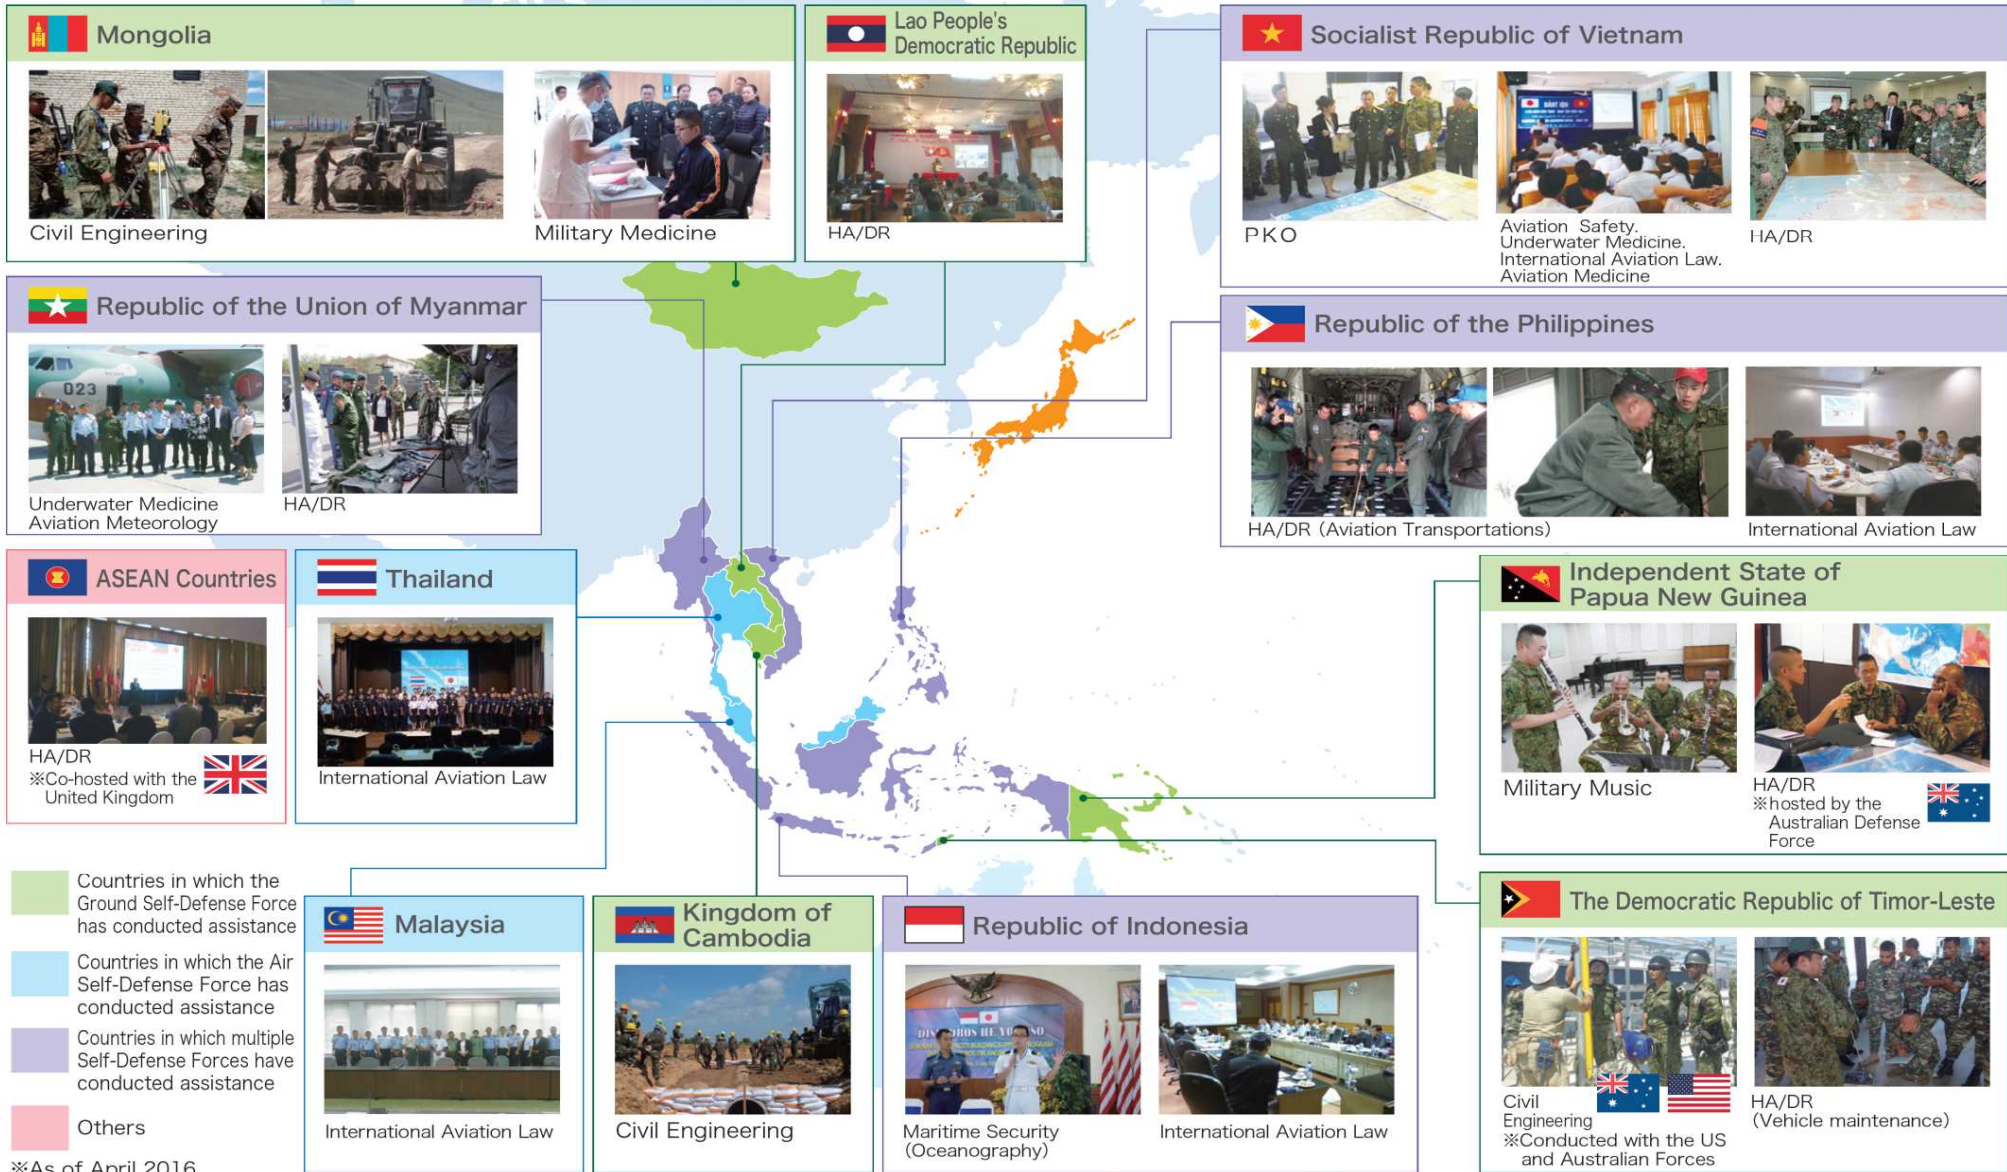 Mongolia
Civil Engineering
Military Medicine
Lao People's
Democratic Republic
HA/DR
Socialist Republic of Vietnam
PKO
Aviation Safety.
Underwater Medicine.
International Aviation Law.
Aviation Medicine
HA/DR
Republic of the Union of Myanmar
023
Underwater Medicine
Aviation Meteorology
HA/DR
Republic of the Philippines
HA/DR (Aviation Transportations)
International Aviation Law
ASEAN Countries
HA/DR
※Co-hosted with the
United Kingdom
Thailand
International Aviation Law
Independent State of
Papua New Guinea
Military Music
HA/DR
※hosted by the
Australian Defense
Force
Countries in which the
Ground Self-Defense Force
has conducted assistance
Countries in which the Air
Self-Defense Force has
conducted assistance
Countries in which multiple
Self-Defense Forces have
conducted assistance
Others
※As of April 2016
Malaysia
International Aviation Law
Kingdom of
Cambodia
Civil Engineering
Republic of Indonesia
Maritime Security
(Oceanography)
International Aviation Law
The Democratic Republic of Timor-Leste
Civil
Engineering
※Conducted with the US
and Australian Forces
HA/DR
(Vehicle maintenance)